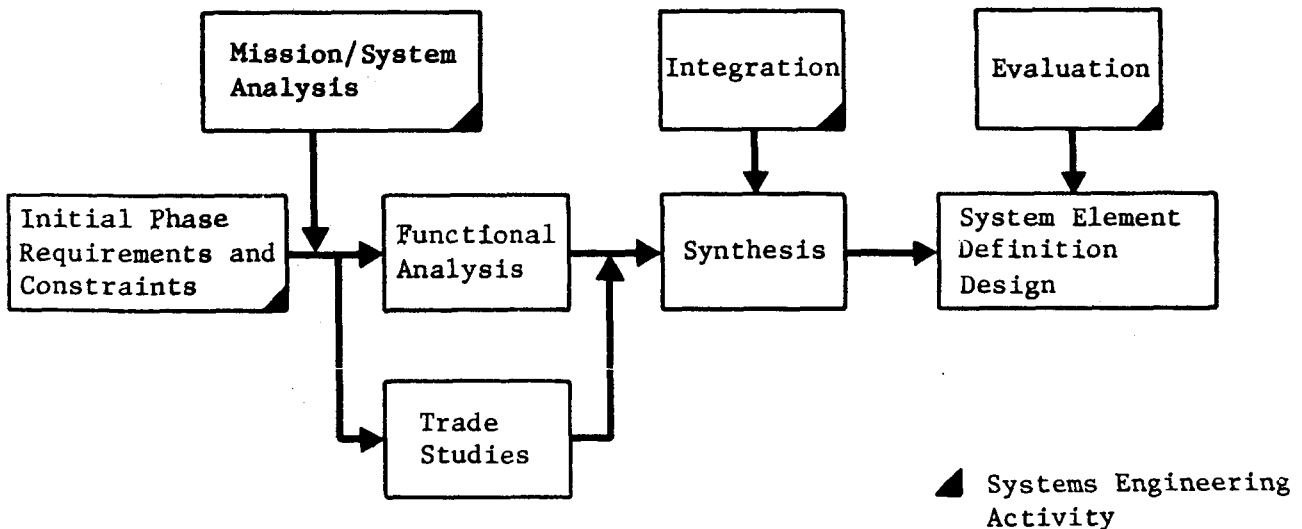 Mission/System
Analysis
Integration
Evaluation
Initial Phase
Requirements and
Constraints
Functional
Analysis
Synthesis
System Element
Definition
Design
Trade
Studies
Systems Engineering
Activity